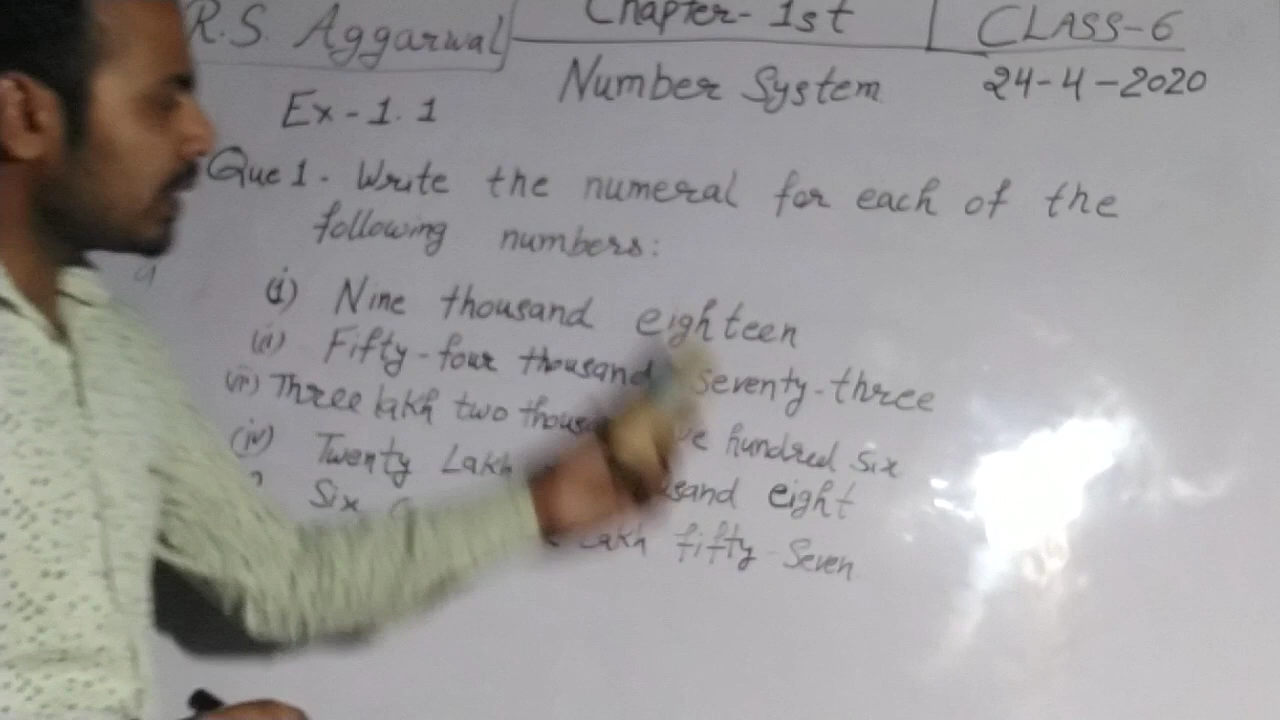 R.S. Aggarwal Chapter- 1st CLASS-6
Number System 24-4-2020
Ex-1.1
Que 1. Write the numeral for each of the
following numbers:
(i) Nine thousand eighteen
(ii) Fifty-four thousand seventy-three
(iii) Three lakh two hundred six
(iv) Twenty Lakh eight
Six Lakh fifty-Seven